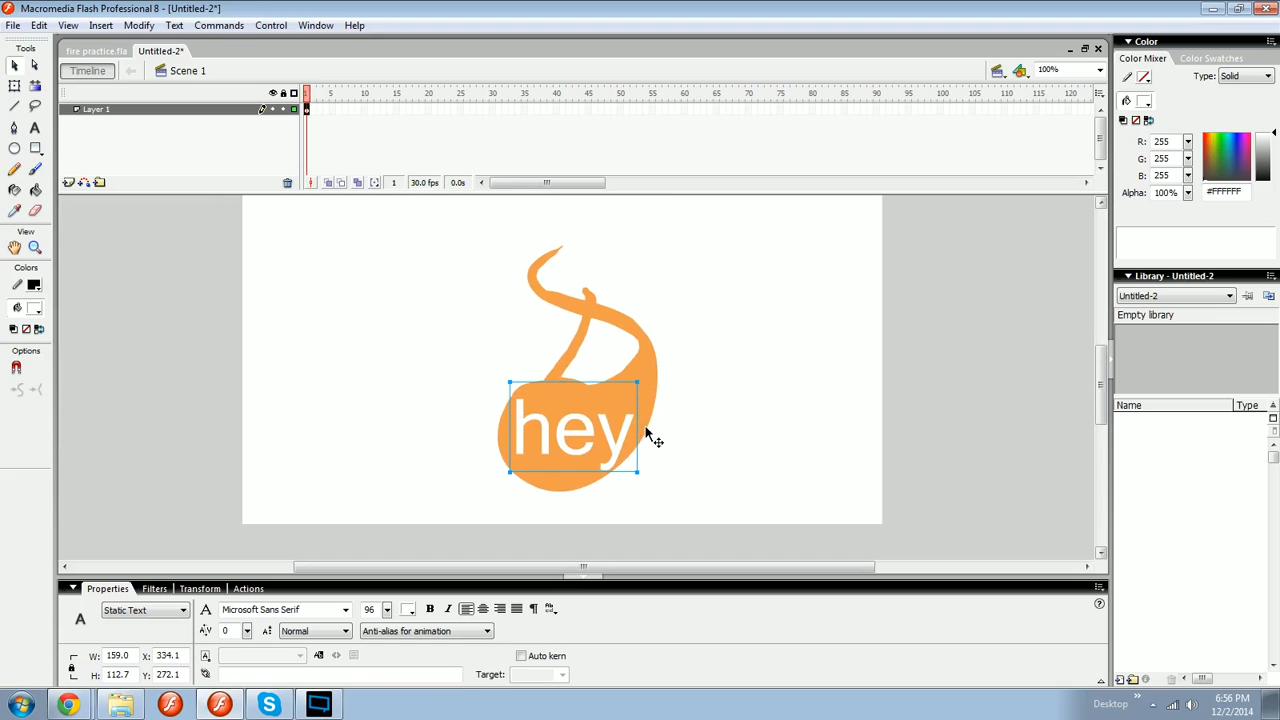 Macromedia Flash Professional 8 - [Untitled-2*]
File Edit View Insert Modify Text Commands Control Window Help
Tools
fire practice.fla Untitled-2*
Timeline Scene 1 100%
5 10 15 20 25 30 35 40 45 50 55 60 65 70 75 80 85 90 95 100 105 110 115 120
Layer 1
1 30.0 fps 0.0s
View
Colors
Options
hey
Color
Color Mixer Color Swatches
Type: Solid
R: 255
G: 255
B: 255
Alpha: 100% #FFFFFF
Library - Untitled-2
Untitled-2
Empty library
Name Type
Properties Filters Transform Actions
A Static Text A Microsoft Sans Serif 96 B I
A/V 0 Normal Anti-alias for animation
W: 159.0 X: 334.1 Auto kern
H: 112.7 Y: 272.1 Target:
Desktop
6:56 PM
12/2/2014